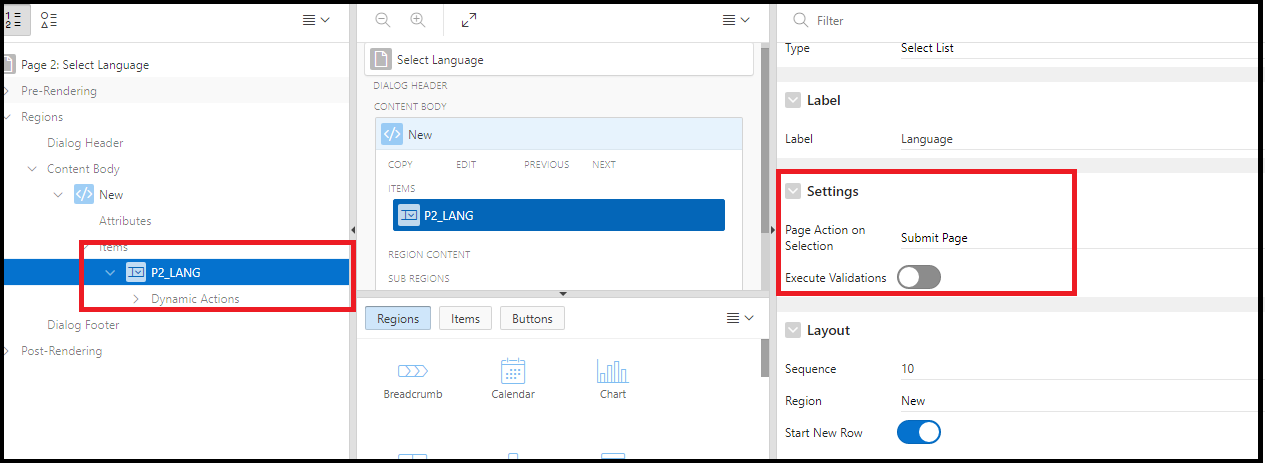 Page 2: Select Language
Pre-Rendering
Regions
Dialog Header
Content Body
New
Attributes
Items
P2_LANG
Dynamic Actions
Dialog Footer
Post-Rendering
Select Language
DIALOG HEADER
CONTENT BODY
New
COPY EDIT PREVIOUS NEXT
ITEMS
P2_LANG
REGION CONTENT
SUB REGIONS
Regions Items Buttons
Breadcrumb Calendar Chart
Filter
Type Select List
Label
Label Language
Settings
Page Action on
Selection
Submit Page
Execute Validations
Layout
Sequence 10
Region New
Start New Row